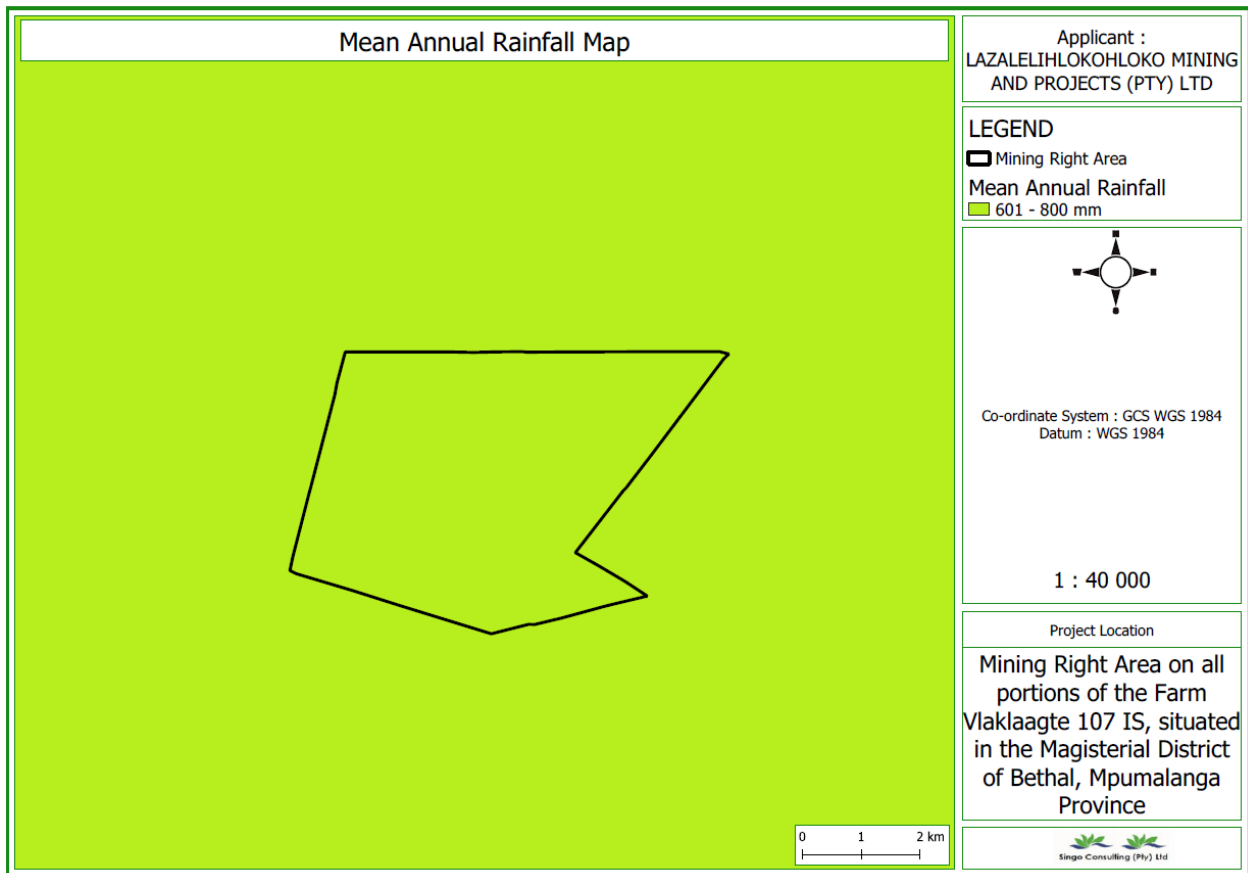 Mean Annual Rainfall Map
Applicant :
LAZALELIHLOKOHLOKO MINING
AND PROJECTS (PTY) LTD
LEGEND
Mining Right Area
Mean Annual Rainfall
601 - 800 mm
Co-ordinate System : GCS WGS 1984
Datum : WGS 1984
1 : 40 000
Project Location
Mining Right Area on all
portions of the Farm
Vlaklaagte 107 IS, situated
in the Magisterial District
of Bethal, Mpumalanga
Province
0 1 2 km
Singo Consulting (Pty) Ltd